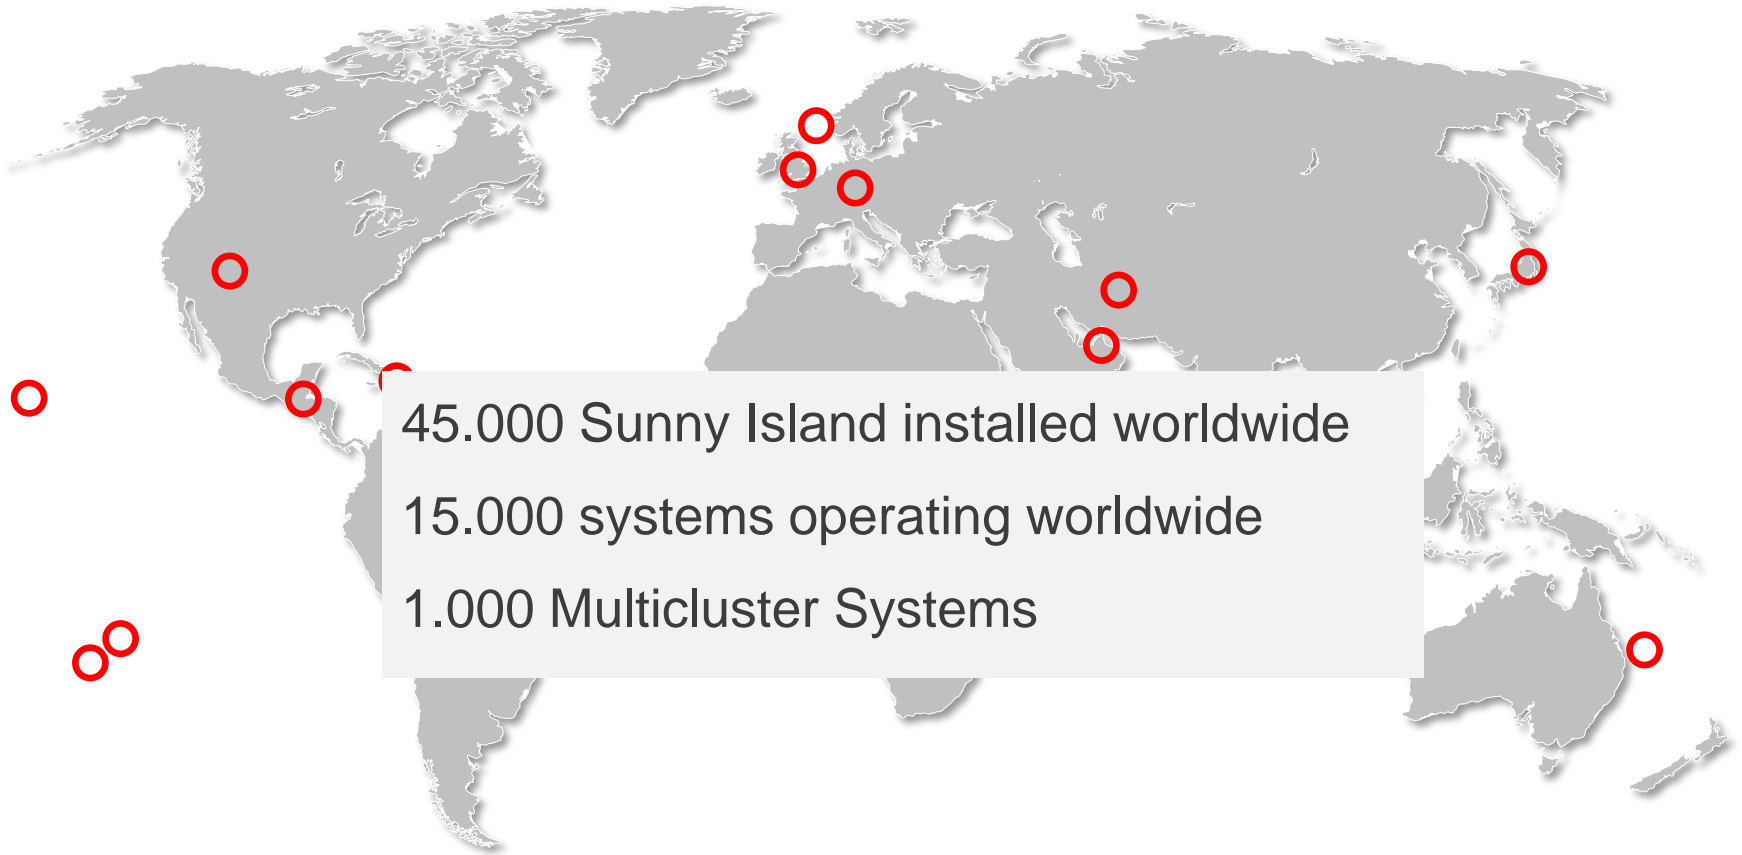 45.000 Sunny Island installed worldwide
15.000 systems operating worldwide
1.000 Multicluster Systems